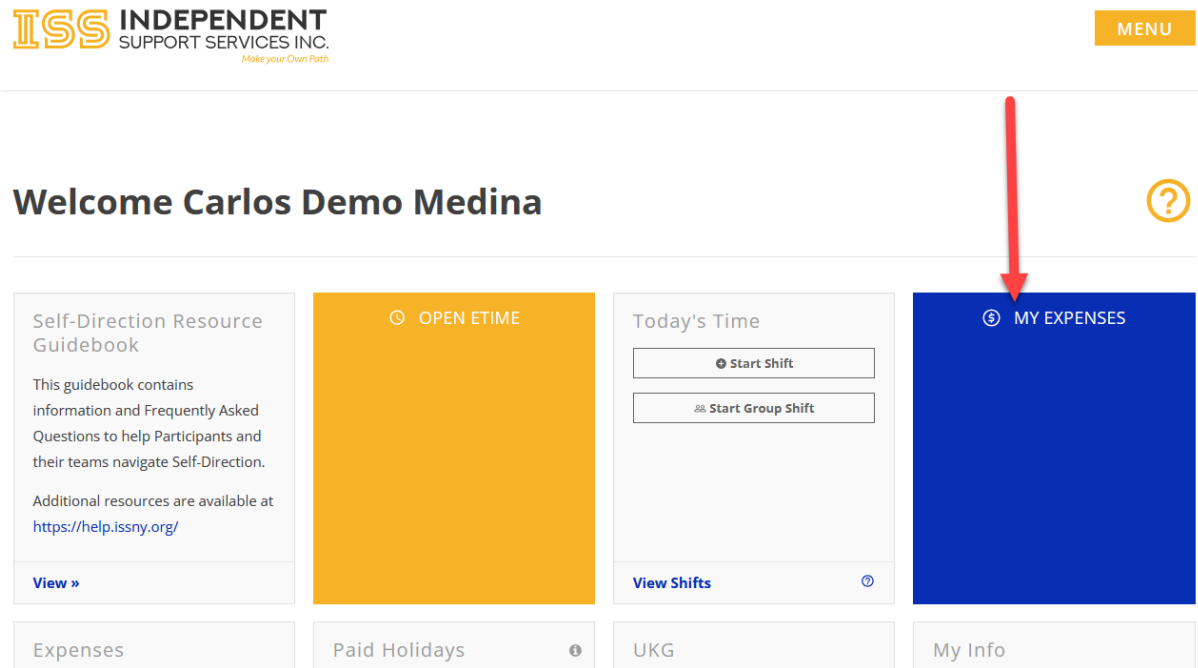 ISS INDEPENDENT
SUPPORT SERVICES INC.
Make your Own Path
MENU
Welcome Carlos Demo Medina
?
Self-Direction Resource
Guidebook
This guidebook contains
information and Frequently Asked
Questions to help Participants and
their teams navigate Self-Direction.
Additional resources are available at
https://help.issny.org/
View »
OPEN ETIME
Today's Time
Start Shift
Start Group Shift
View Shifts
?
$ MY EXPENSES
Expenses
Paid Holidays
i
UKG
My Info